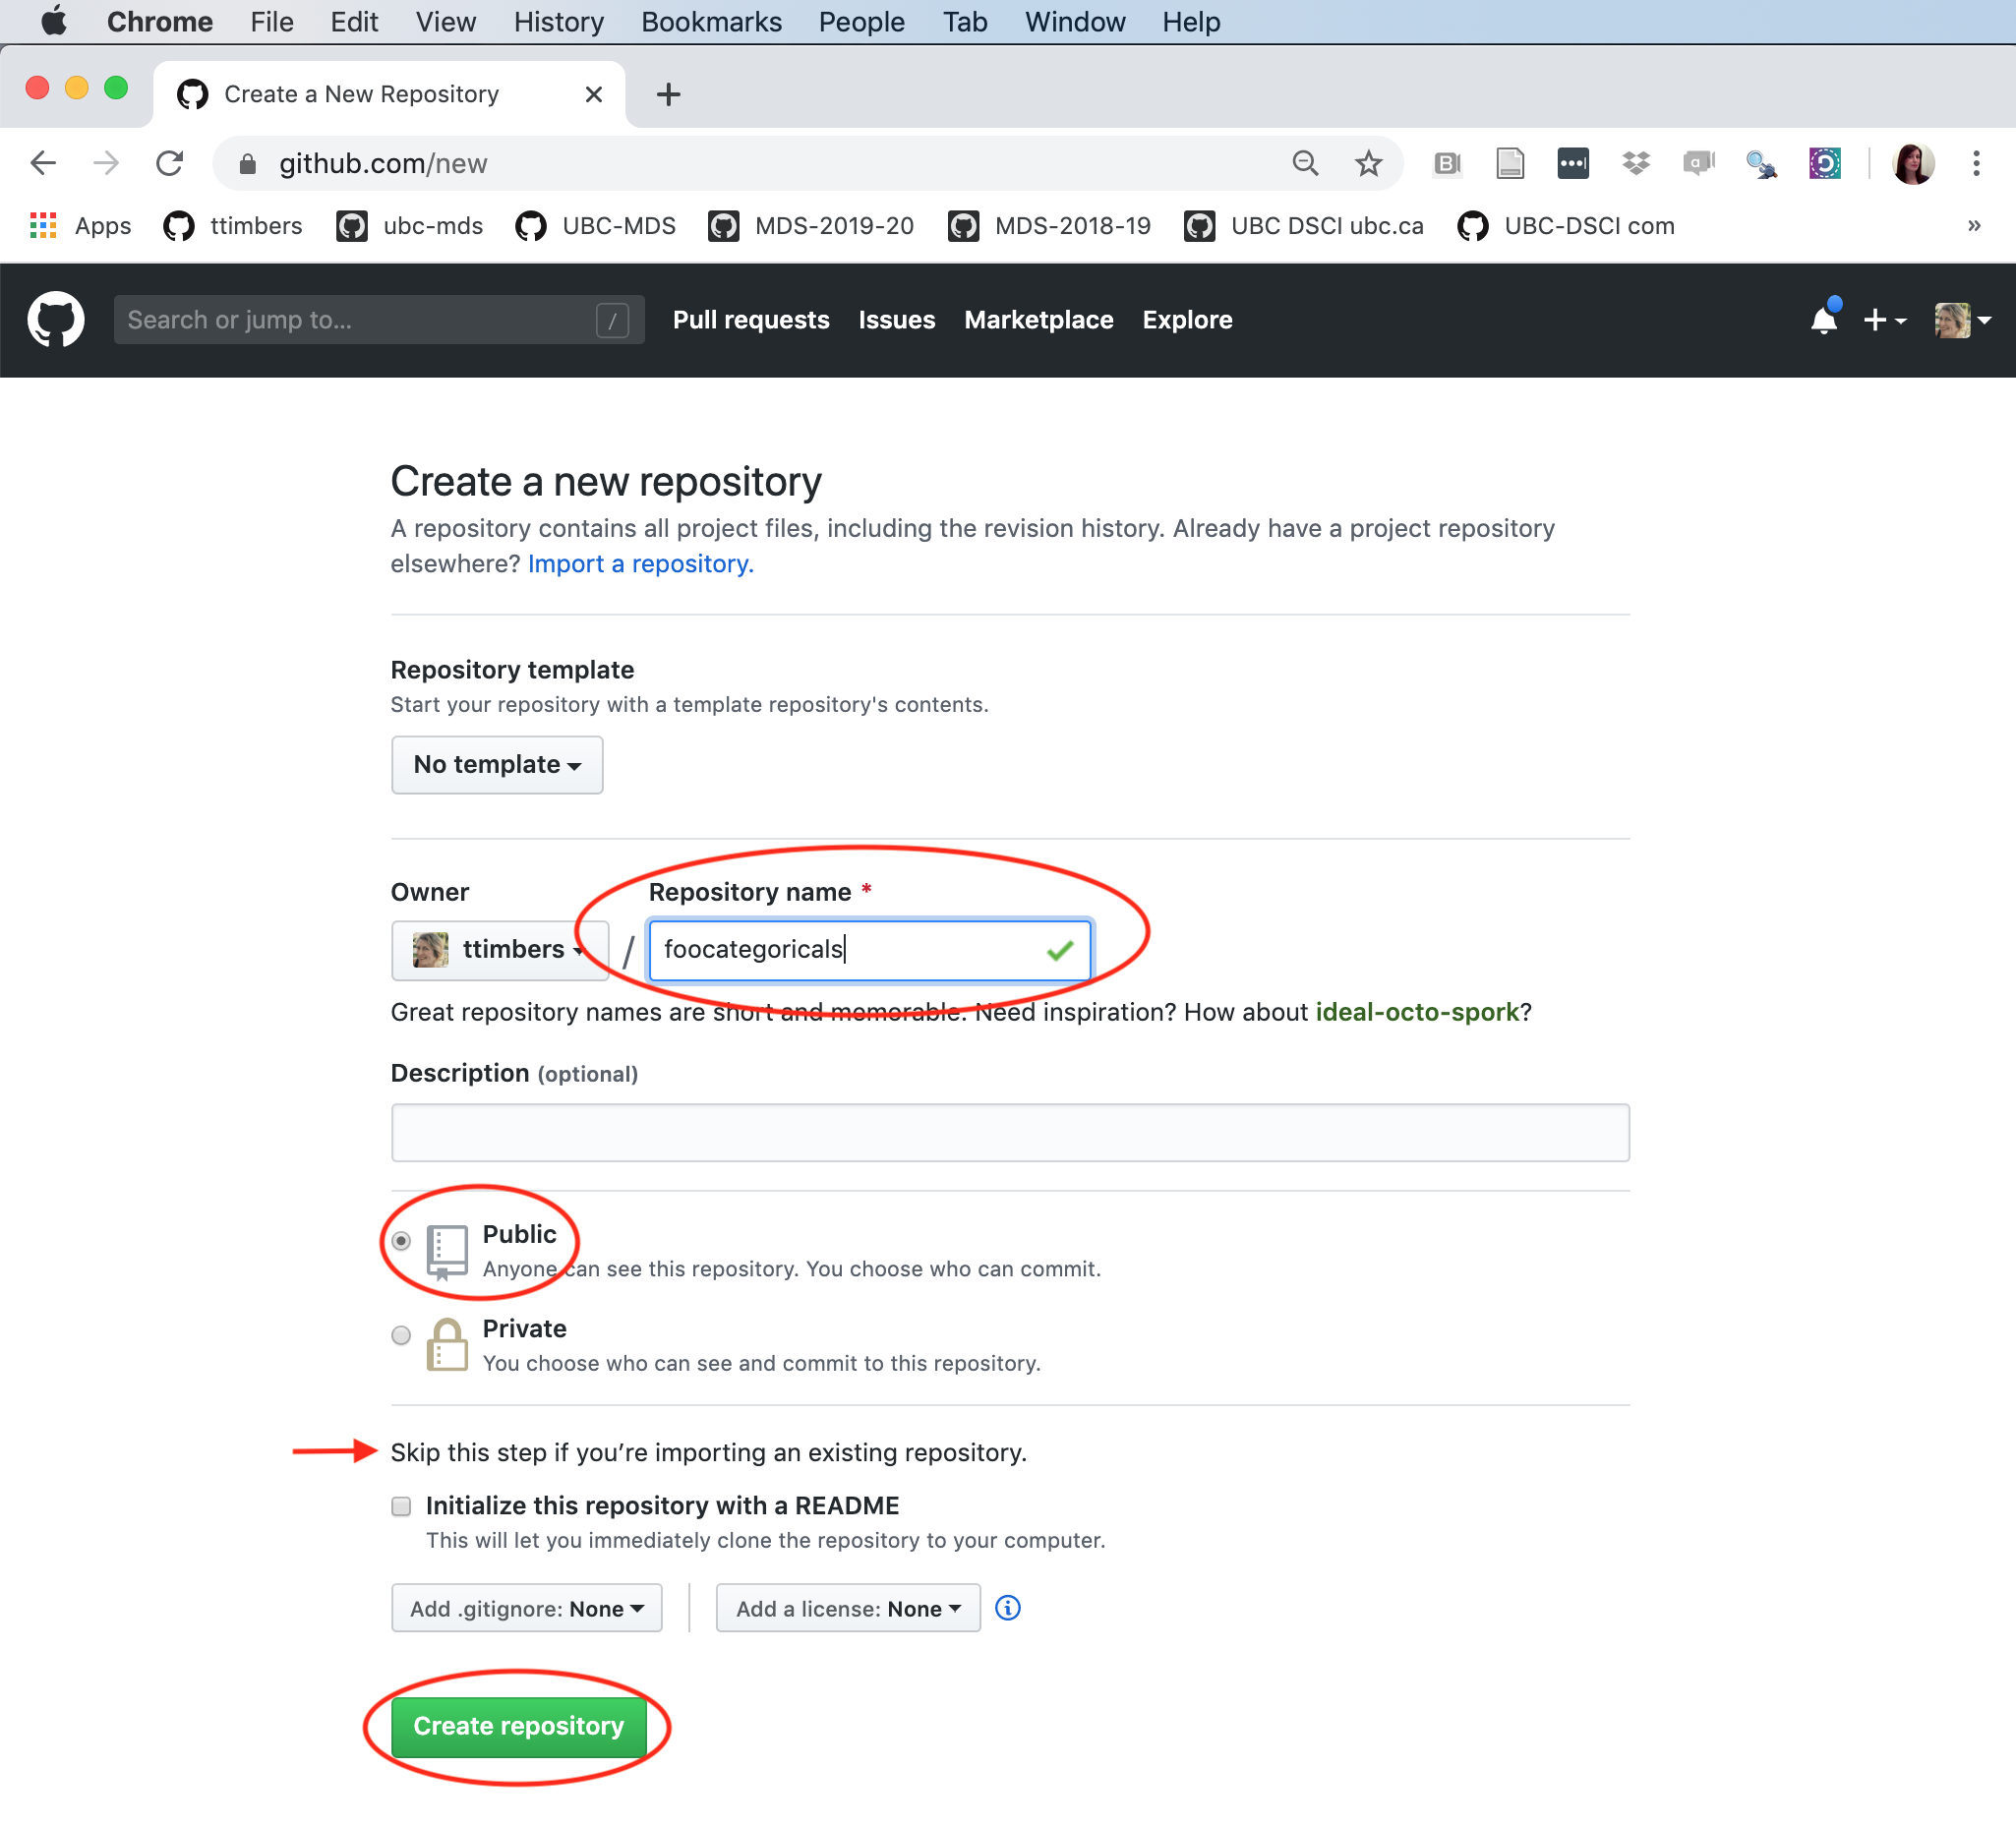 Chrome File Edit View History Bookmarks People Tab Window Help
Create a New Repository
github.com/new
Apps ttimbers ubc-mds UBC-MDS MDS-2019-20 MDS-2018-19 UBC DSCI ubc.ca UBC-DSCI com »
Search or jump to... / Pull requests Issues Marketplace Explore
Create a new repository
A repository contains all project files, including the revision history. Already have a project repository
elsewhere? Import a repository.
Repository template
Start your repository with a template repository's contents.
No template
Owner Repository name *
ttimbers / foocategoricals
Great repository names are short and memorable. Need inspiration? How about ideal-octo-spork?
Description (optional)
Public
Anyone can see this repository. You choose who can commit.
Private
You choose who can see and commit to this repository.
Skip this step if you’re importing an existing repository.
Initialize this repository with a README
This will let you immediately clone the repository to your computer.
Add .gitignore: None Add a license: None
Create repository